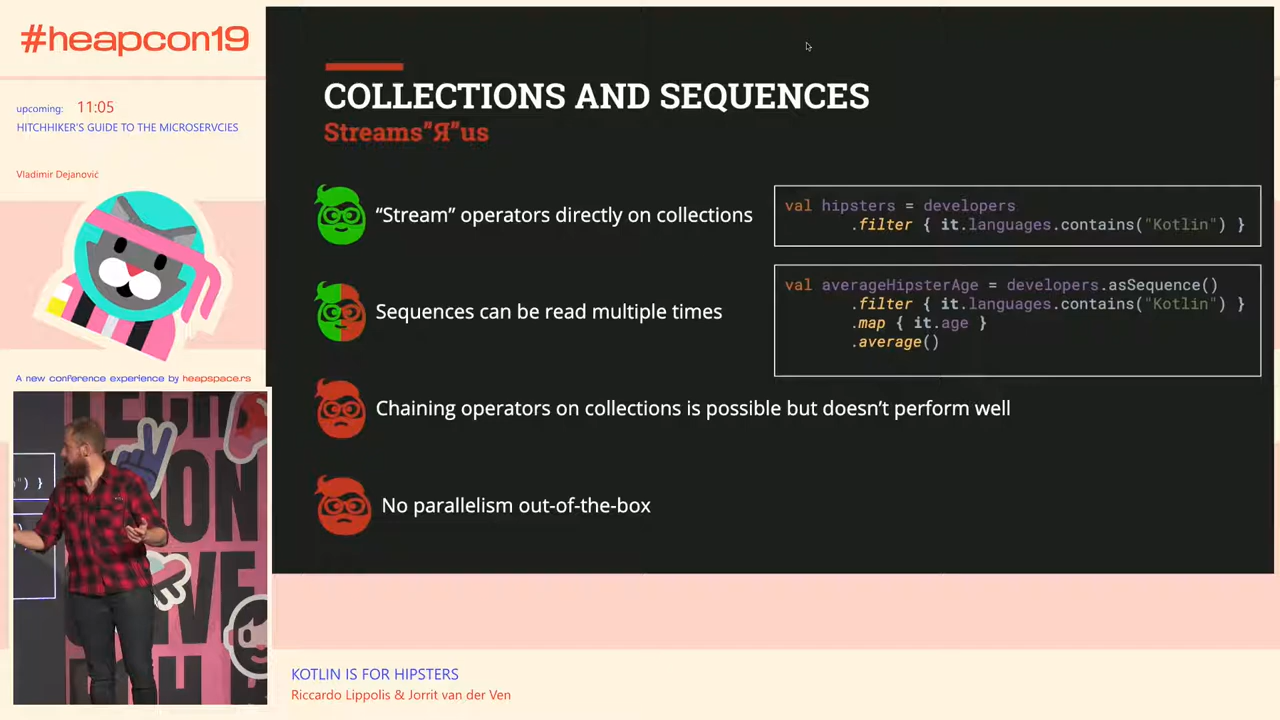 #heapcon19
upcoming: 11:05
HITCHHIKER'S GUIDE TO THE MICROSERVCIES
Vladimir Dejanović
A new conference experience by heapspace.rs
COLLECTIONS AND SEQUENCES
Streams"Я"us
"Stream" operators directly on collections
val hipsters = developers
.filter { it.languages.contains("Kotlin") }
Sequences can be read multiple times
val averageHipsterAge = developers.asSequence()
.filter { it.languages.contains("Kotlin") }
.map { it.age }
.average()
Chaining operators on collections is possible but doesn't perform well
No parallelism out-of-the-box
") }
KOTLIN IS FOR HIPSTERS
Riccardo Lippolis & Jorrit van der Ven